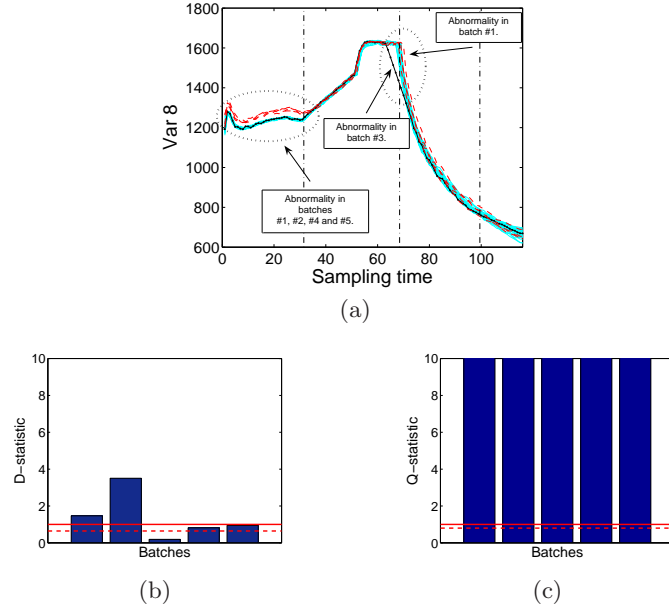 1800
1600
1400
1200
1000
800
600
Var 8
Abnormality in
batch #1.
Abnormality in
batch #3.
Abnormality in
batches
#1, #2, #4 and #5.
0 20 40 60 80 100
Sampling time
(a)
10
8
6
4
2
0
D−statistic
Batches
(b)
10
8
6
4
2
0
Q−statistic
Batches
(c)